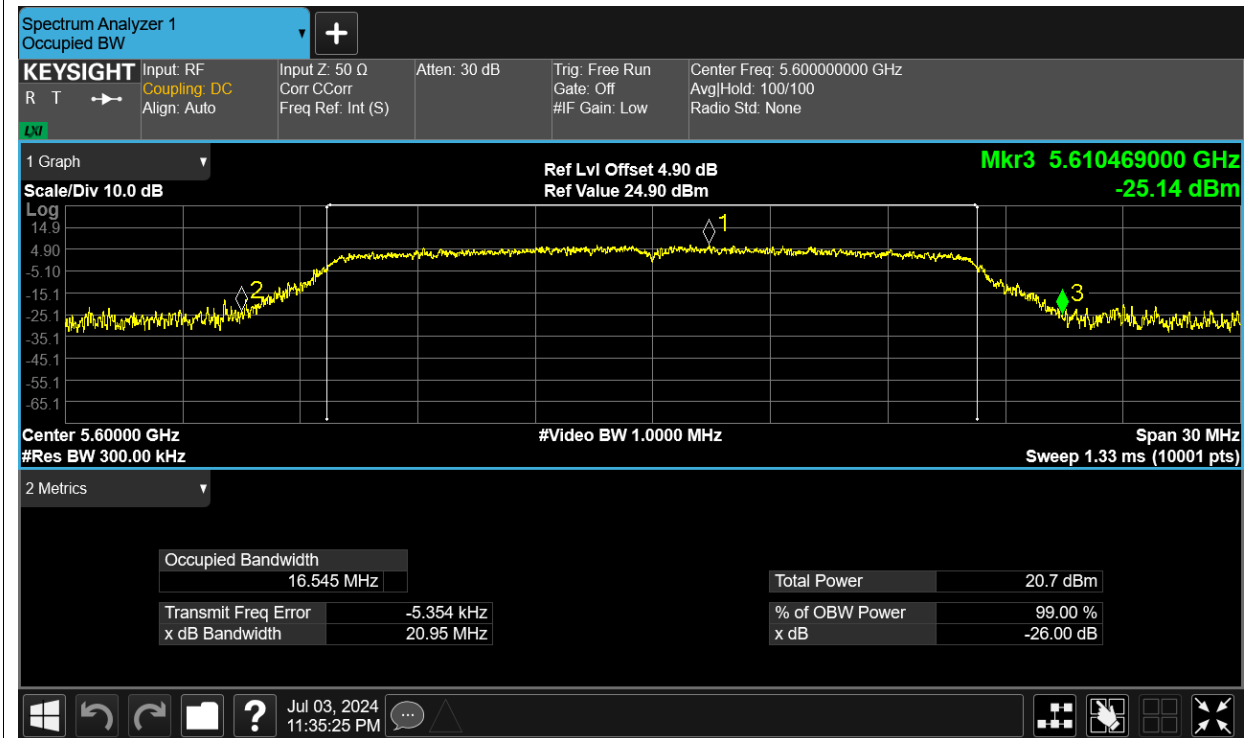 Spectrum Analyzer 1
Occupied BW
KEYSIGHT
R T
LXI
Input: RF
Coupling: DC
Align: Auto
Input Z: 50 Ω
Corr CCorr
Freq Ref: Int (S)
Atten: 30 dB
Trig: Free Run
Gate: Off
#IF Gain: Low
Center Freq: 5.600000000 GHz
Avg|Hold: 100/100
Radio Std: None
1 Graph
Scale/Div 10.0 dB
Ref Lvl Offset 4.90 dB
Ref Value 24.90 dBm
Mkr3 5.610469000 GHz
-25.14 dBm
Log
14.9
4.90
-5.10
-15.1
-25.1
-35.1
-45.1
-55.1
-65.1
1
2
3
Center 5.60000 GHz
#Video BW 1.0000 MHz
Span 30 MHz
#Res BW 300.00 kHz
Sweep 1.33 ms (10001 pts)
2 Metrics
Occupied Bandwidth
16.545 MHz
Transmit Freq Error -5.354 kHz
x dB Bandwidth 20.95 MHz
Total Power 20.7 dBm
% of OBW Power 99.00 %
x dB -26.00 dB
?
Jul 03, 2024
11:35:25 PM